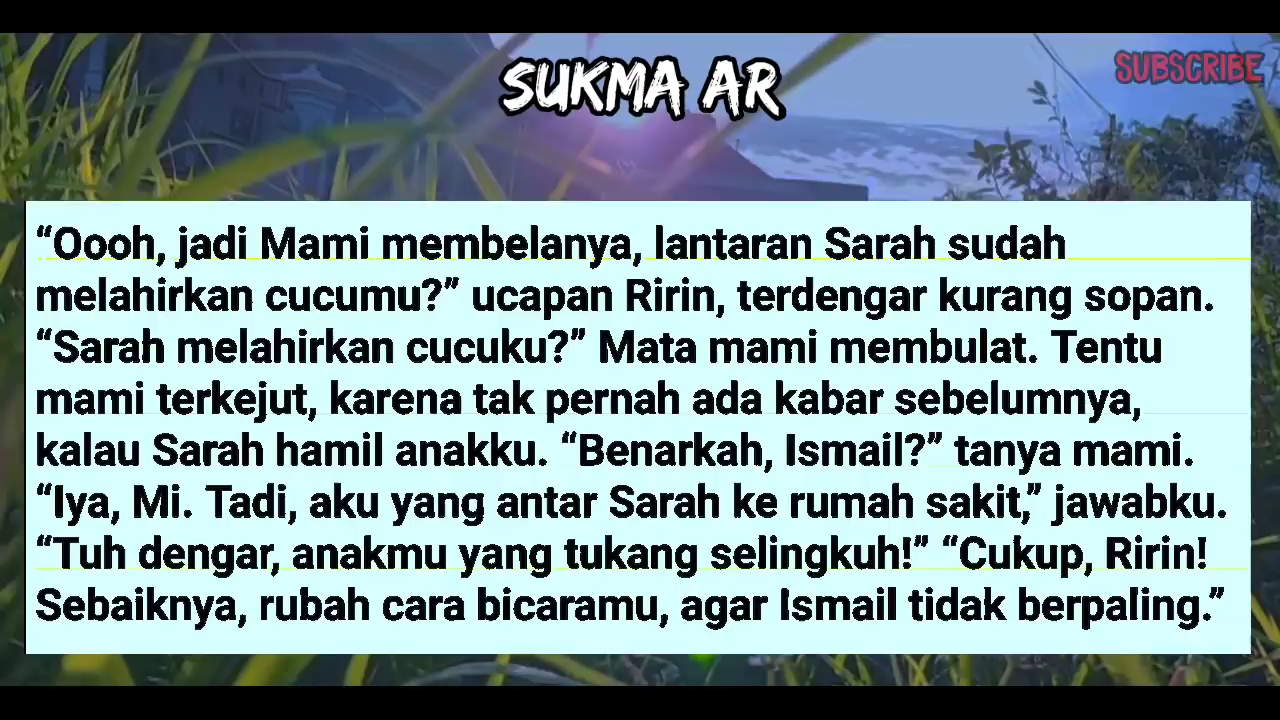 SUKMA AR
SUBSCRIBE
“Oooh, jadi Mami membelanya, lantaran Sarah sudah
melahirkan cucumu?” ucapan Ririn, terdengar kurang sopan.
“Sarah melahirkan cucuku?” Mata mami membulat. Tentu
mami terkejut, karena tak pernah ada kabar sebelumnya,
kalau Sarah hamil anakku. “Benarkah, Ismail?” tanya mami.
“Iya, Mi. Tadi, aku yang antar Sarah ke rumah sakit,” jawabku.
“Tuh dengar, anakmu yang tukang selingkuh!” “Cukup, Ririn!
Sebaiknya, rubah cara bicaramu, agar Ismail tidak berpaling.”